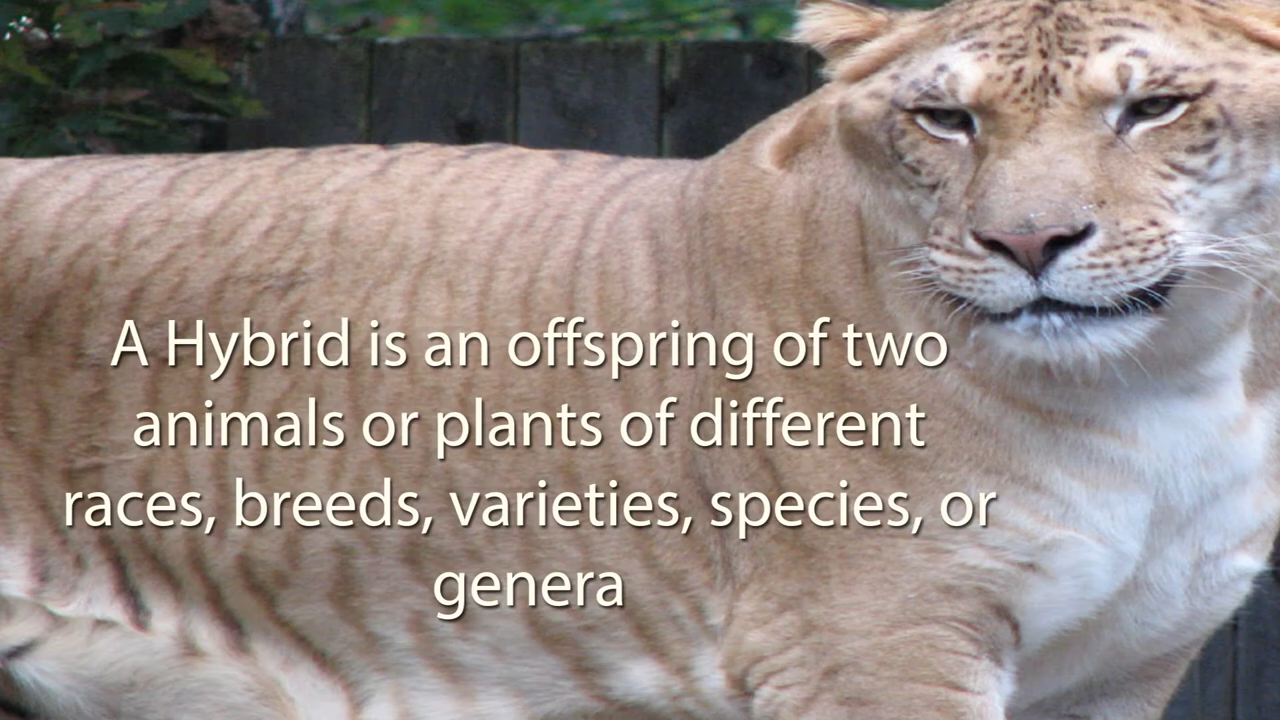 A Hybrid is an offspring of two
animals or plants of different
races, breeds, varieties, species, or
genera